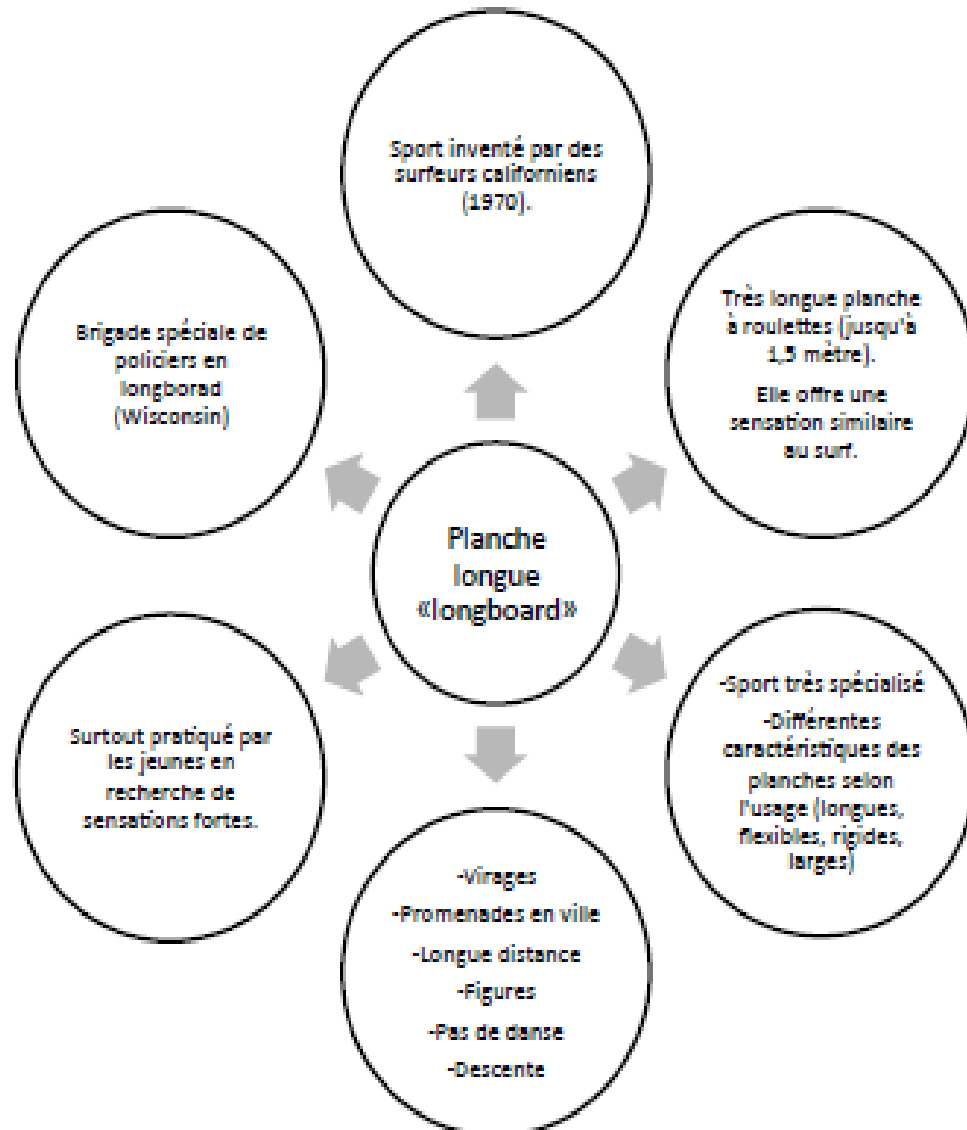 Sport inventé par des
surfeurs californiens
(1970).
Très longue planche
à roulettes (jusqu'à
1,5 mètre).
Elle offre une
sensation similaire
au surf.
-Sport très spécialisé
-Différentes
caractéristiques des
planches selon
l'usage (longues,
flexibles, rigides,
larges)
-Virages
-Promenades en ville
-Longue distance
-Figures
-Pas de danse
-Descente
Surtout pratiqué par
les jeunes en
recherche de
sensations fortes.
Brigade spéciale de
policiers en
longborad
(Wisconsin)
Planche
longue
«longboard»